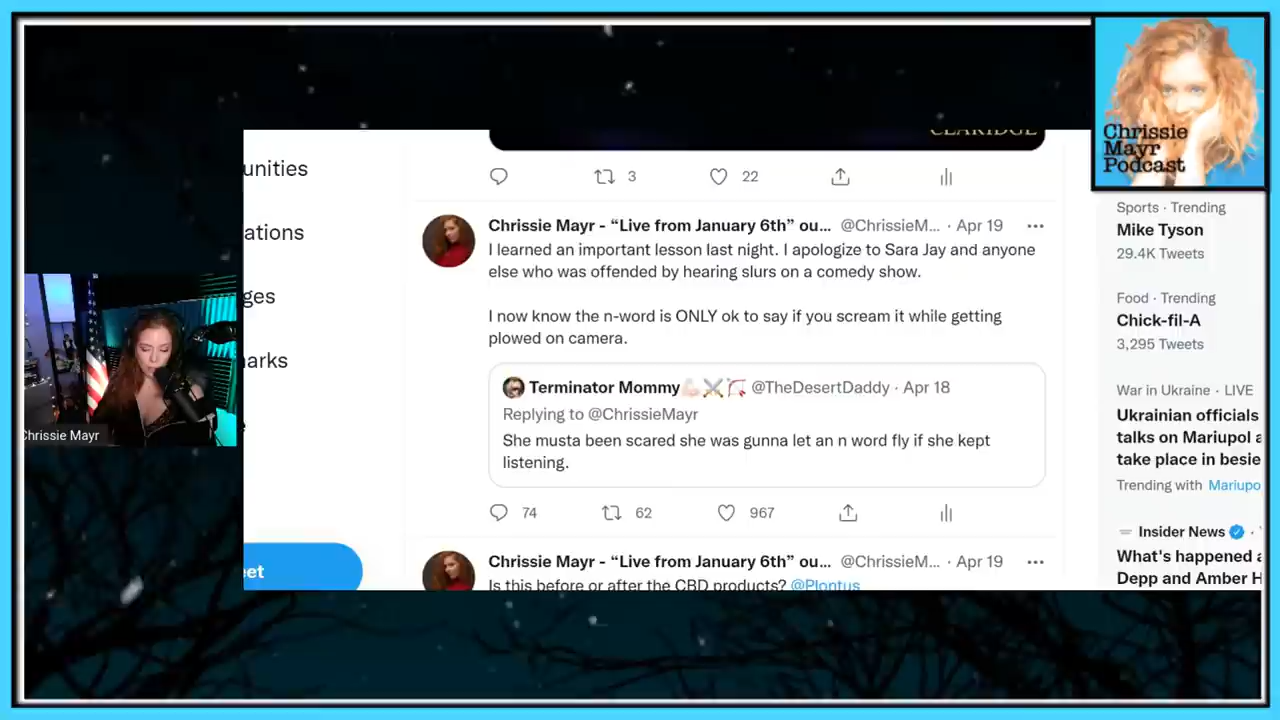 Chrissie
Mayr
Podcast
unities
ations
ges
arks
e
eet
Chrissie Mayr
CLARIDGE
3 22
Chrissie Mayr - “Live from January 6th” ou... @ChrissieM... · Apr 19
I learned an important lesson last night. I apologize to Sara Jay and anyone
else who was offended by hearing slurs on a comedy show.
I now know the n-word is ONLY ok to say if you scream it while getting
plowed on camera.
Terminator Mommy @TheDesertDaddy · Apr 18
Replying to @ChrissieMayr
She musta been scared she was gunna let an n word fly if she kept
listening.
74 62 967
Chrissie Mayr - “Live from January 6th” ou... @ChrissieM... · Apr 19
Is this before or after the CBD products? @Plontus
Sports · Trending
Mike Tyson
29.4K Tweets
Food · Trending
Chick-fil-A
3,295 Tweets
War in Ukraine · LIVE
Ukrainian officials
talks on Mariupol a
take place in besie
Trending with Mariupo
Insider News ·
What's happened a
Depp and Amber H